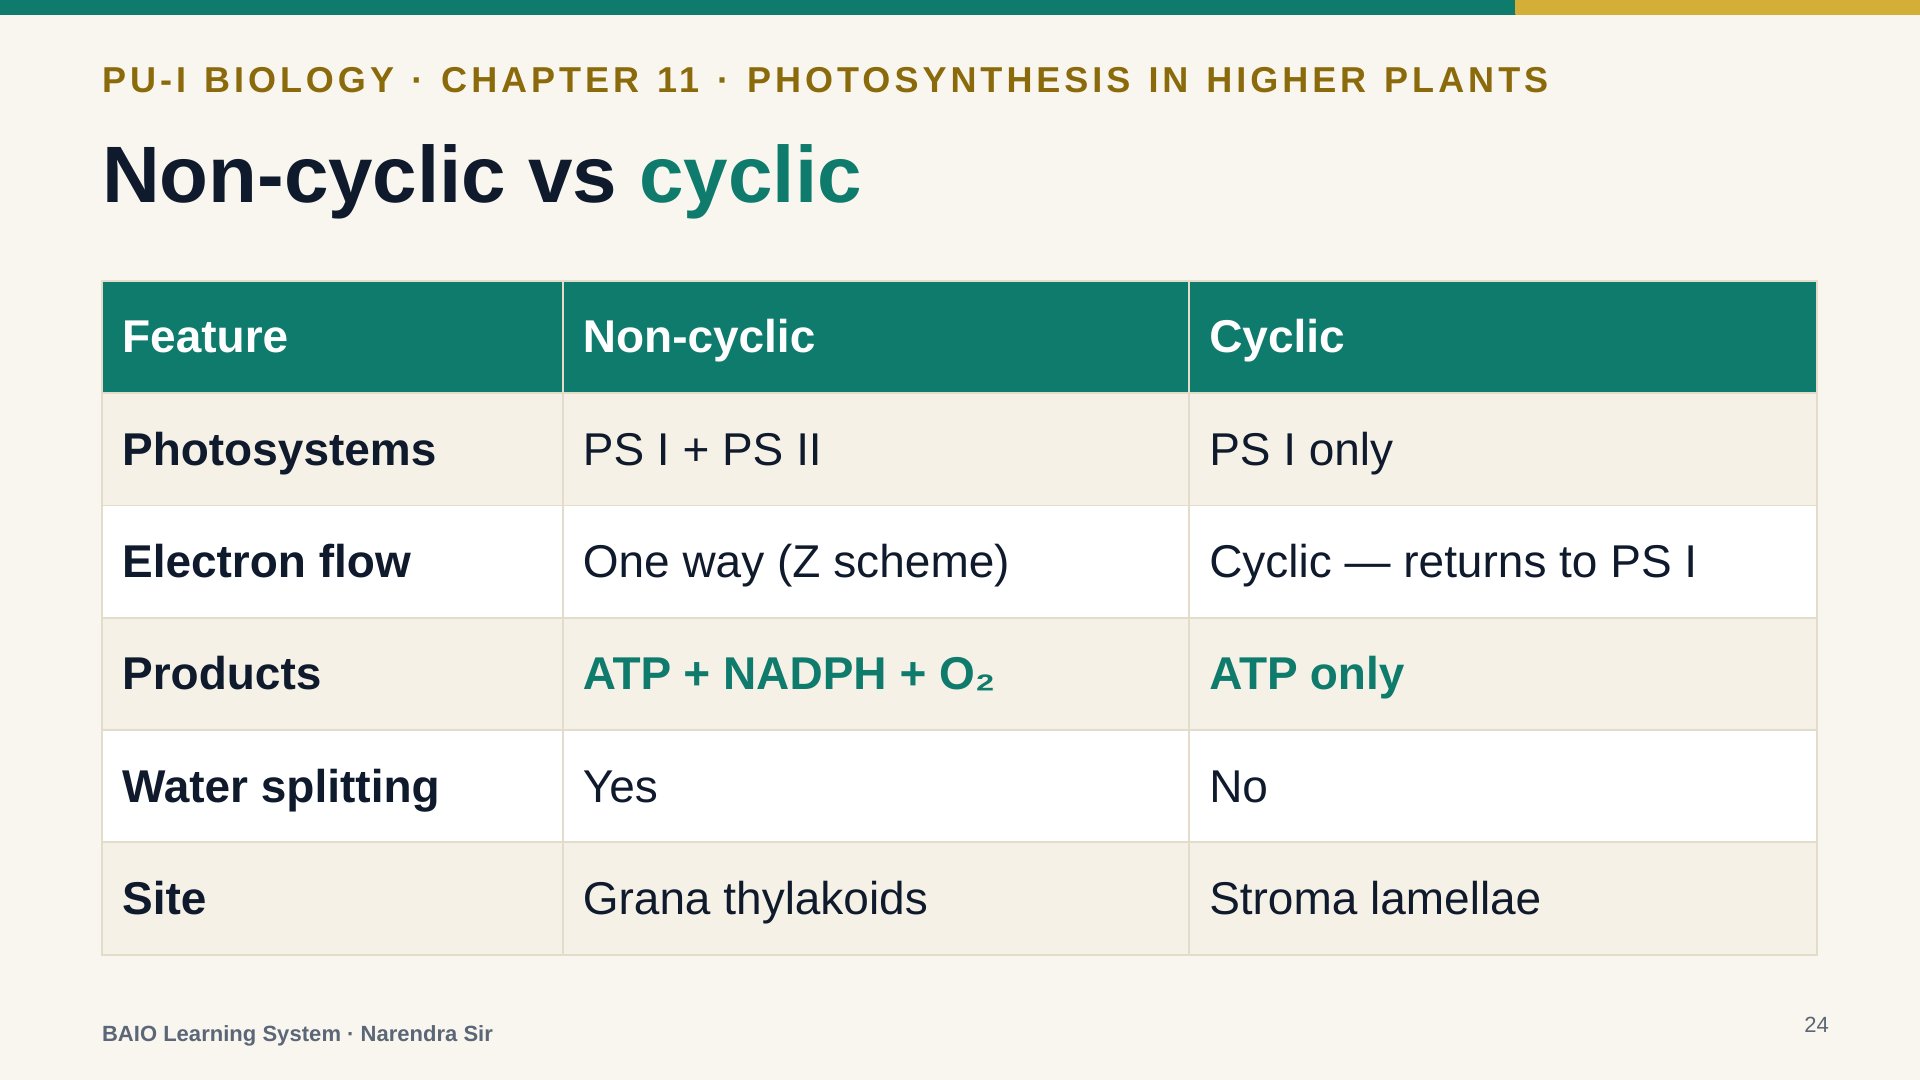 PU-I BIOLOGY · CHAPTER 11 · PHOTOSYNTHESIS IN HIGHER PLANTS
Non-cyclic vs cyclic
Feature Non-cyclic Cyclic
Photosystems PS I + PS II PS I only
Electron flow One way (Z scheme) Cyclic — returns to PS I
Products ATP + NADPH + O₂ ATP only
Water splitting Yes No
Site Grana thylakoids Stroma lamellae
BAIO Learning System · Narendra Sir
24